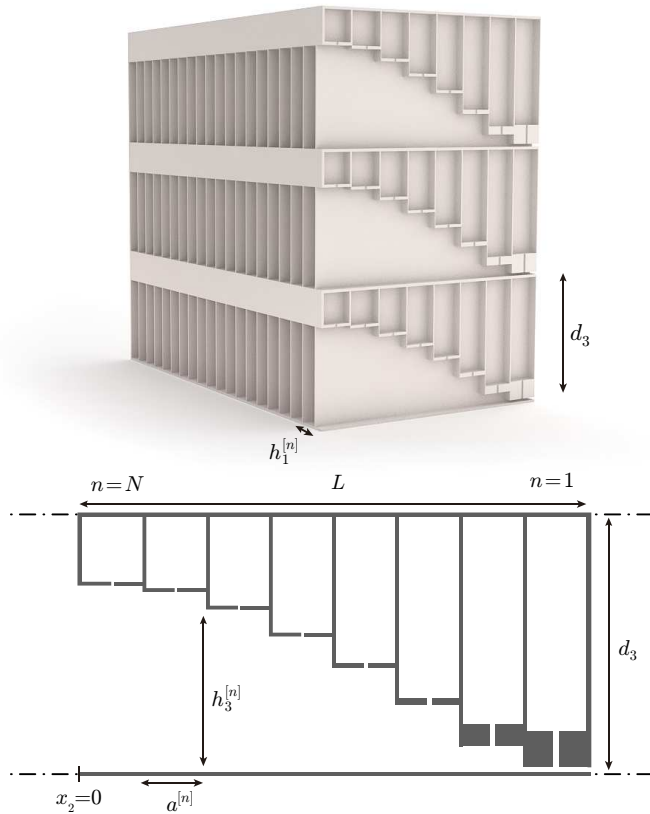 d₃
h₁^[n]
n=N L n=1
h₃^[n]
d₃
x₂=0 a^[n]